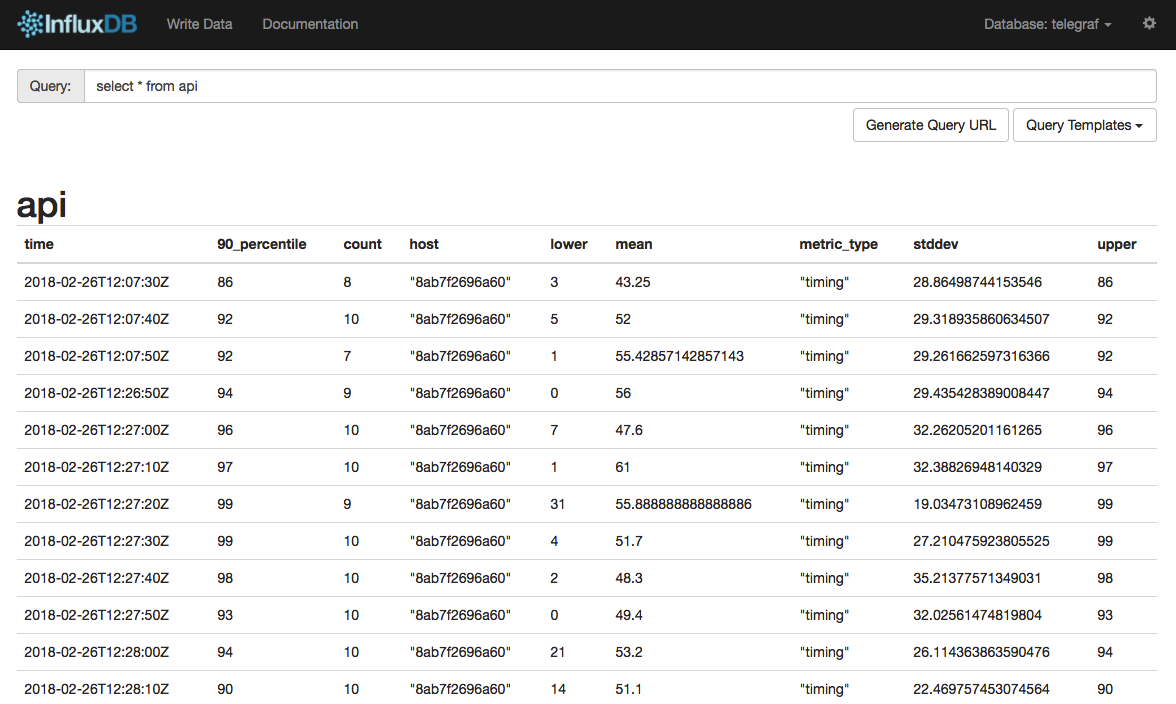 InfluxDB Write Data Documentation Database: telegraf
Query: select * from api
Generate Query URL Query Templates
api
time 90_percentile count host lower mean metric_type stddev upper
2018-02-26T12:07:30Z 86 8 "8ab7f2696a60" 3 43.25 "timing" 28.86498744153546 86
2018-02-26T12:07:40Z 92 10 "8ab7f2696a60" 5 52 "timing" 29.318935860634507 92
2018-02-26T12:07:50Z 92 7 "8ab7f2696a60" 1 55.42857142857143 "timing" 29.261662597316366 92
2018-02-26T12:26:50Z 94 9 "8ab7f2696a60" 0 56 "timing" 29.435428389008447 94
2018-02-26T12:27:00Z 96 10 "8ab7f2696a60" 7 47.6 "timing" 32.26205201161265 96
2018-02-26T12:27:10Z 97 10 "8ab7f2696a60" 1 61 "timing" 32.38826948140329 97
2018-02-26T12:27:20Z 99 9 "8ab7f2696a60" 31 55.888888888888886 "timing" 19.03473108962459 99
2018-02-26T12:27:30Z 99 10 "8ab7f2696a60" 4 51.7 "timing" 27.210475923805525 99
2018-02-26T12:27:40Z 98 10 "8ab7f2696a60" 2 48.3 "timing" 35.21377571349031 98
2018-02-26T12:27:50Z 93 10 "8ab7f2696a60" 0 49.4 "timing" 32.02561474819804 93
2018-02-26T12:28:00Z 94 10 "8ab7f2696a60" 21 53.2 "timing" 26.114363863590476 94
2018-02-26T12:28:10Z 90 10 "8ab7f2696a60" 14 51.1 "timing" 22.469757453074564 90